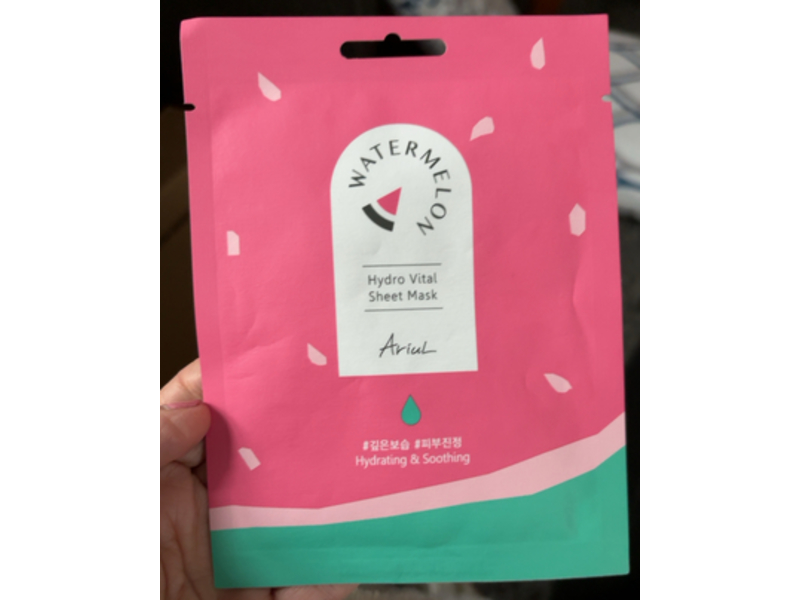 WATERMELON
Hydro Vital
Sheet Mask
Ariul
#깊은보습 #피부진정
Hydrating & Soothing